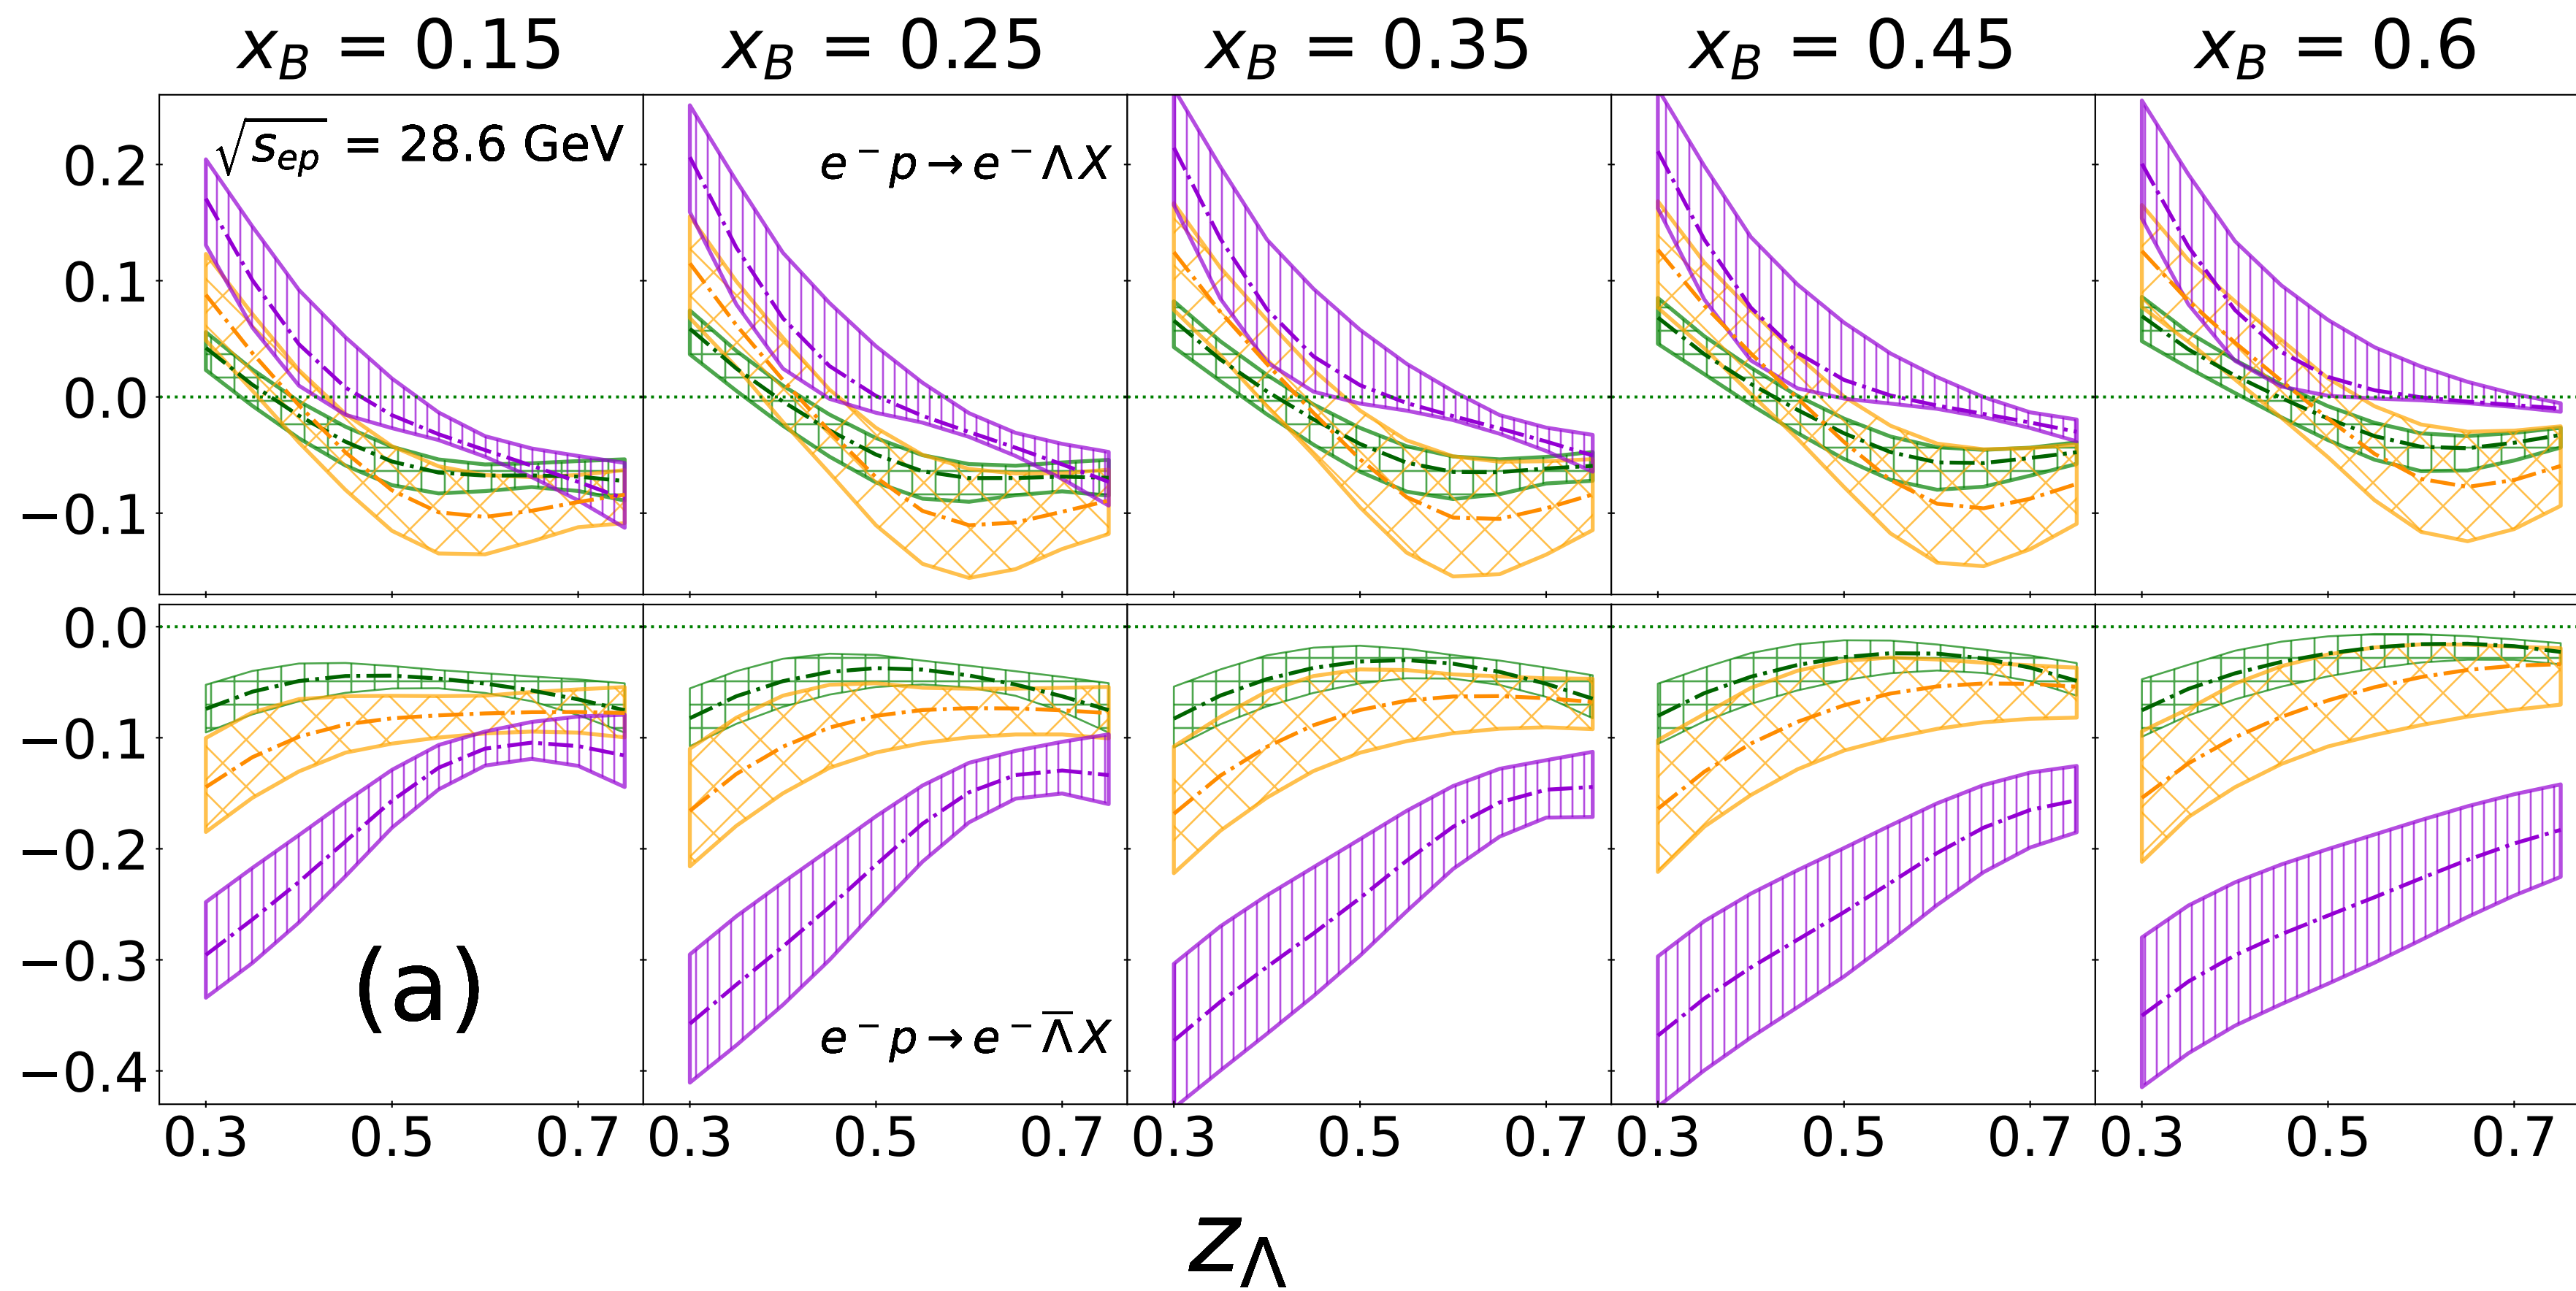 x_B = 0.15 x_B = 0.25 x_B = 0.35 x_B = 0.45 x_B = 0.6
√s_ep = 28.6 GeV
e⁻p→e⁻ΛX
0.2
0.1
0.0
−0.1
0.0
−0.1
−0.2
−0.3
−0.4
(a)
e⁻p→e⁻Λ̅X
0.3 0.5 0.7 0.3 0.5 0.7 0.3 0.5 0.7 0.3 0.5 0.7 0.3 0.5 0.7
z_Λ